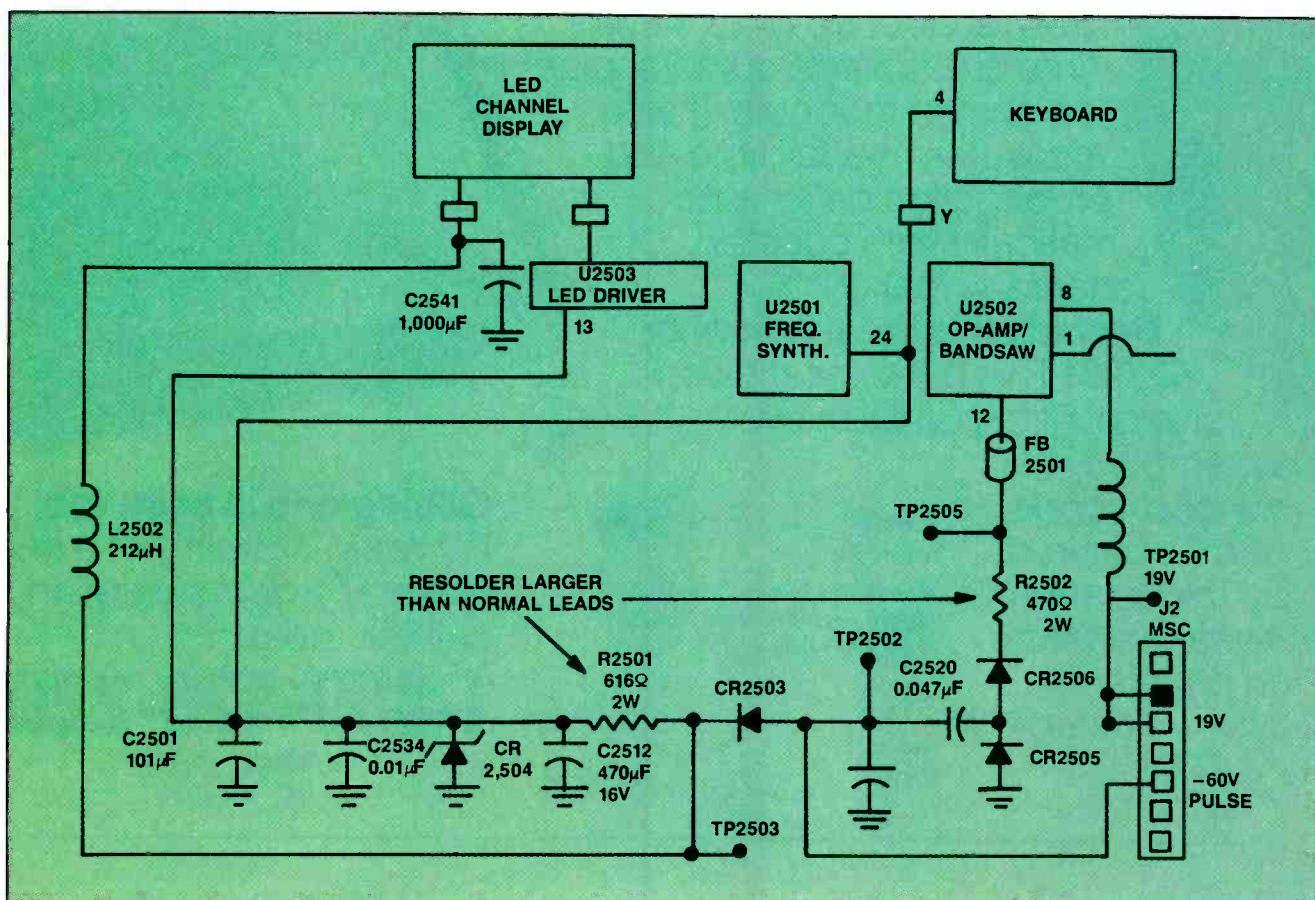 LED
CHANNEL
DISPLAY
4
KEYBOARD
Y
C2541
1,000µF
U2503
LED DRIVER
13
U2501
FREQ.
SYNTH.
24
U2502
OP-AMP/
BANDSAW
8
1
12
FB
2501
L2502
212µH
TP2505
RESOLDER LARGER
THAN NORMAL LEADS
R2502
470Ω
2W
TP2501
19V
J2
MSC
R2501
616Ω
2W
CR2503
TP2502
C2520
0.047µF
CR2506
19V
C2501
101µF
C2534
0.01µF
CR
2,504
C2512
470µF
16V
CR2505
–60V
PULSE
TP2503